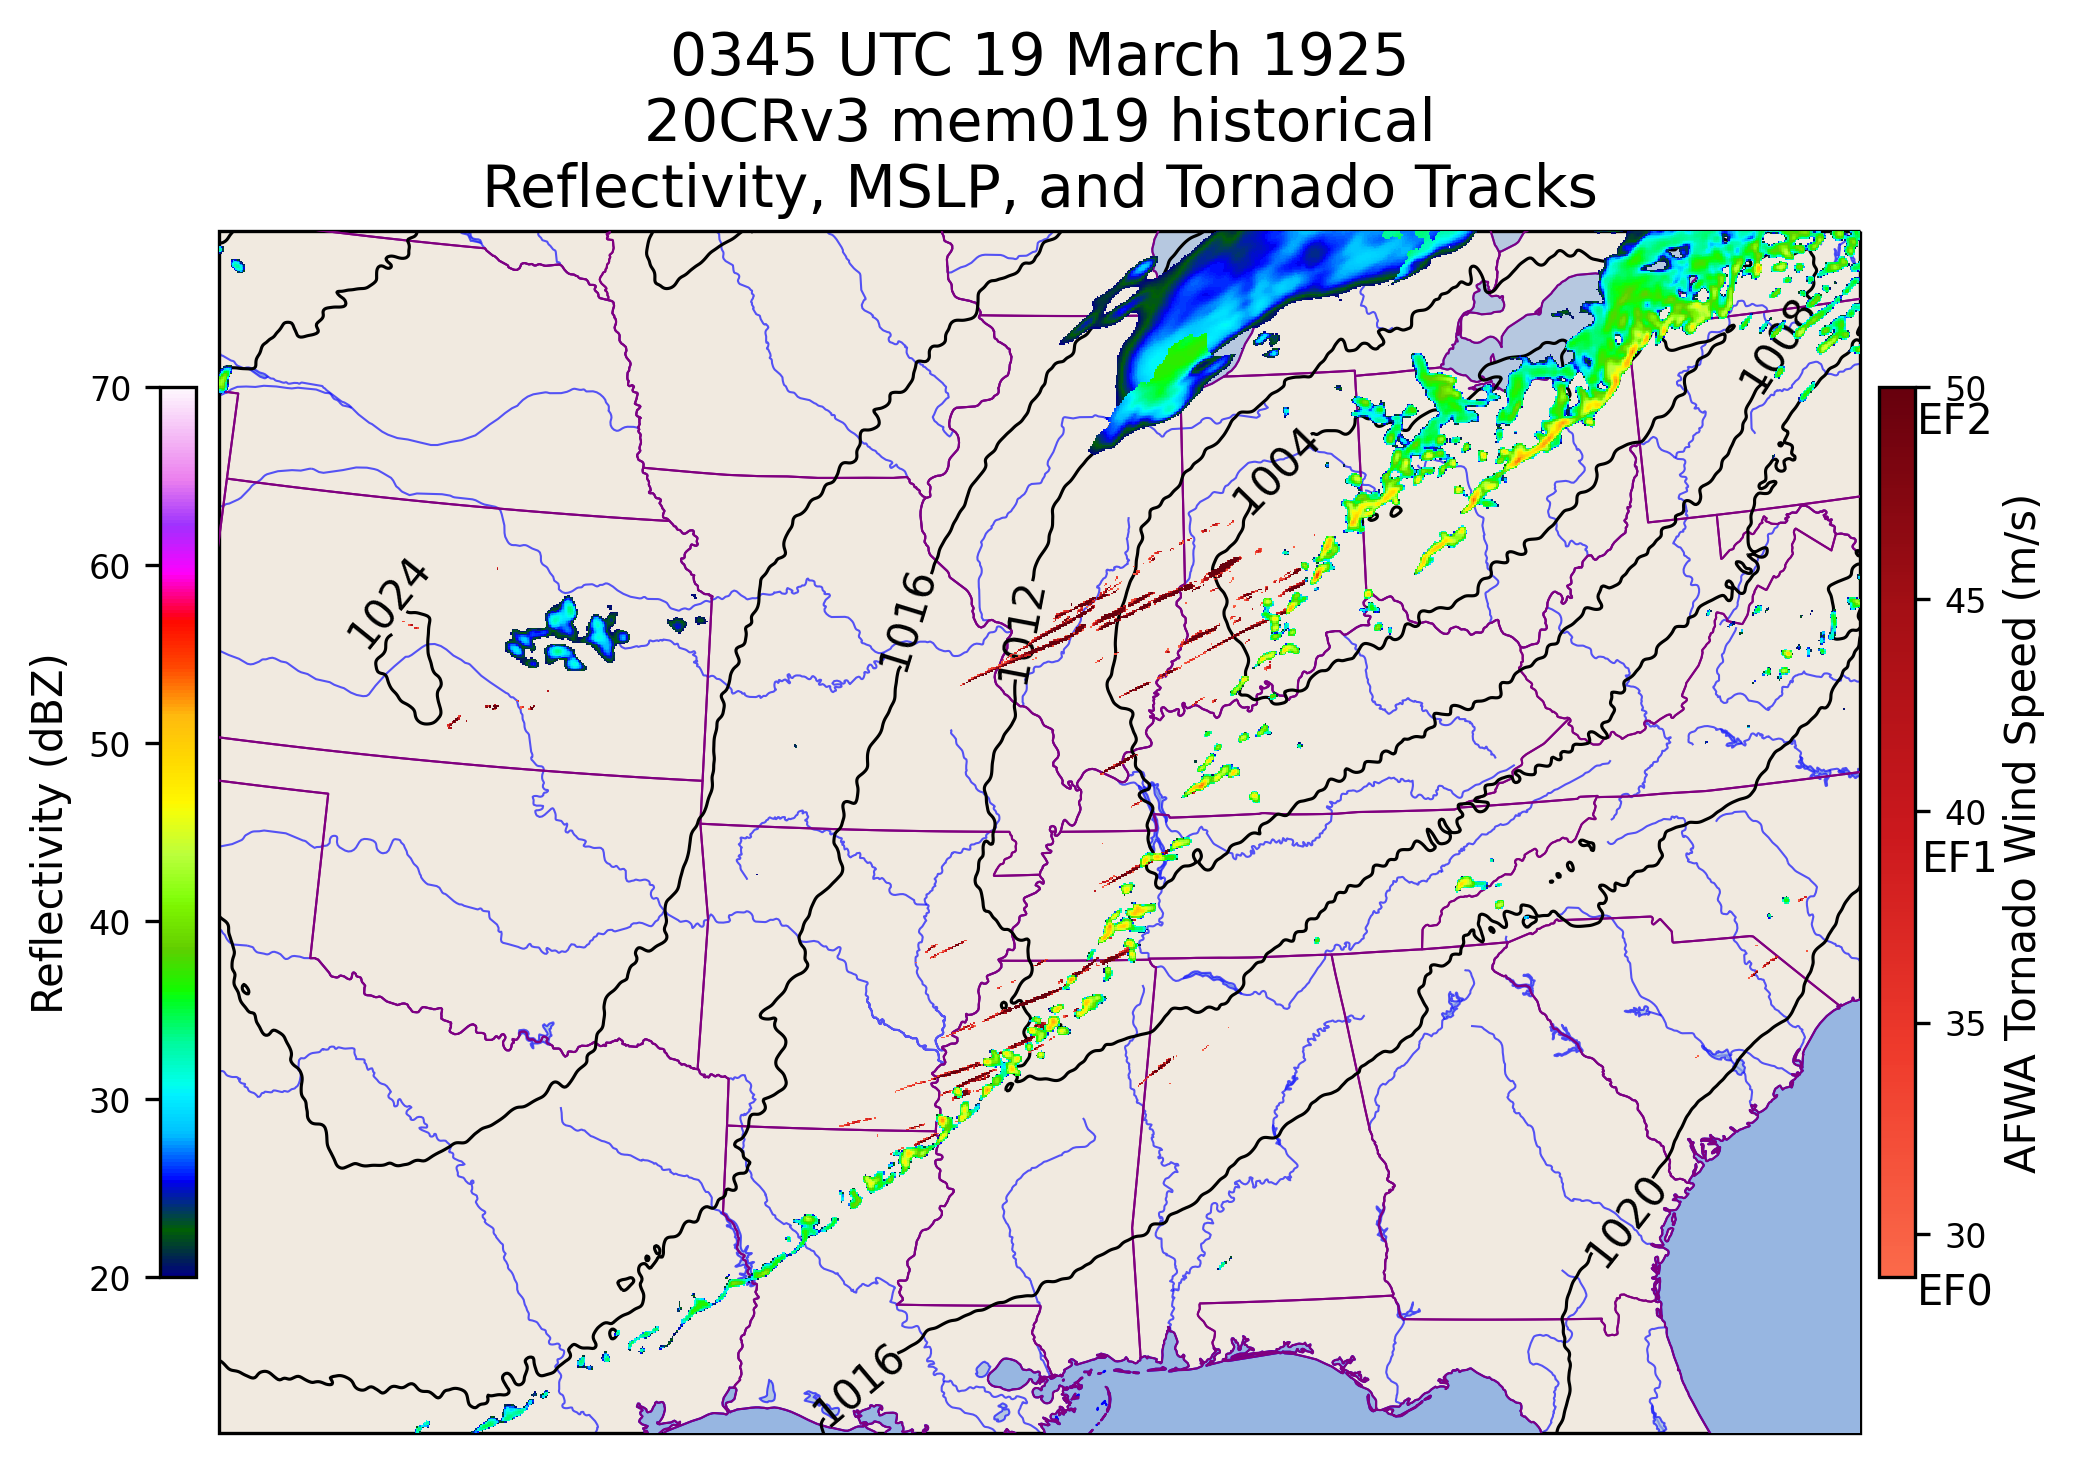 0345 UTC 19 March 1925
20CRv3 mem019 historical
Reflectivity, MSLP, and Tornado Tracks
Reflectivity (dBZ)
70
60
50
40
30
20
1024
1016
1012
1004
1008
1020
1016
50
EF2
45
40
EF1
35
30
EF0
AFWA Tornado Wind Speed (m/s)